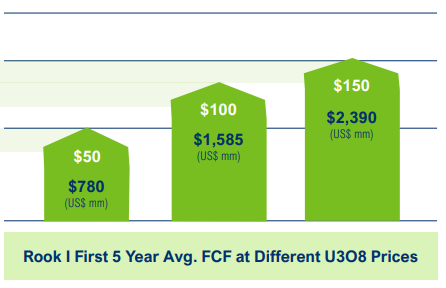 $50
$780
(US$ mm)
$100
$1,585
(US$ mm)
$150
$2,390
(US$ mm)
Rook I First 5 Year Avg. FCF at Different U3O8 Prices